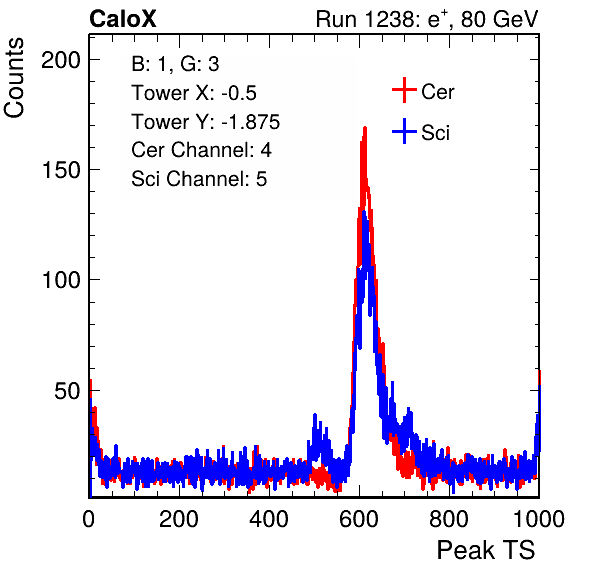 CaloX
Run 1238: e⁺, 80 GeV
Counts
B: 1, G: 3
Tower X: -0.5
Tower Y: -1.875
Cer Channel: 4
Sci Channel: 5
Cer
Sci
200
150
100
50
0 200 400 600 800 1000
Peak TS